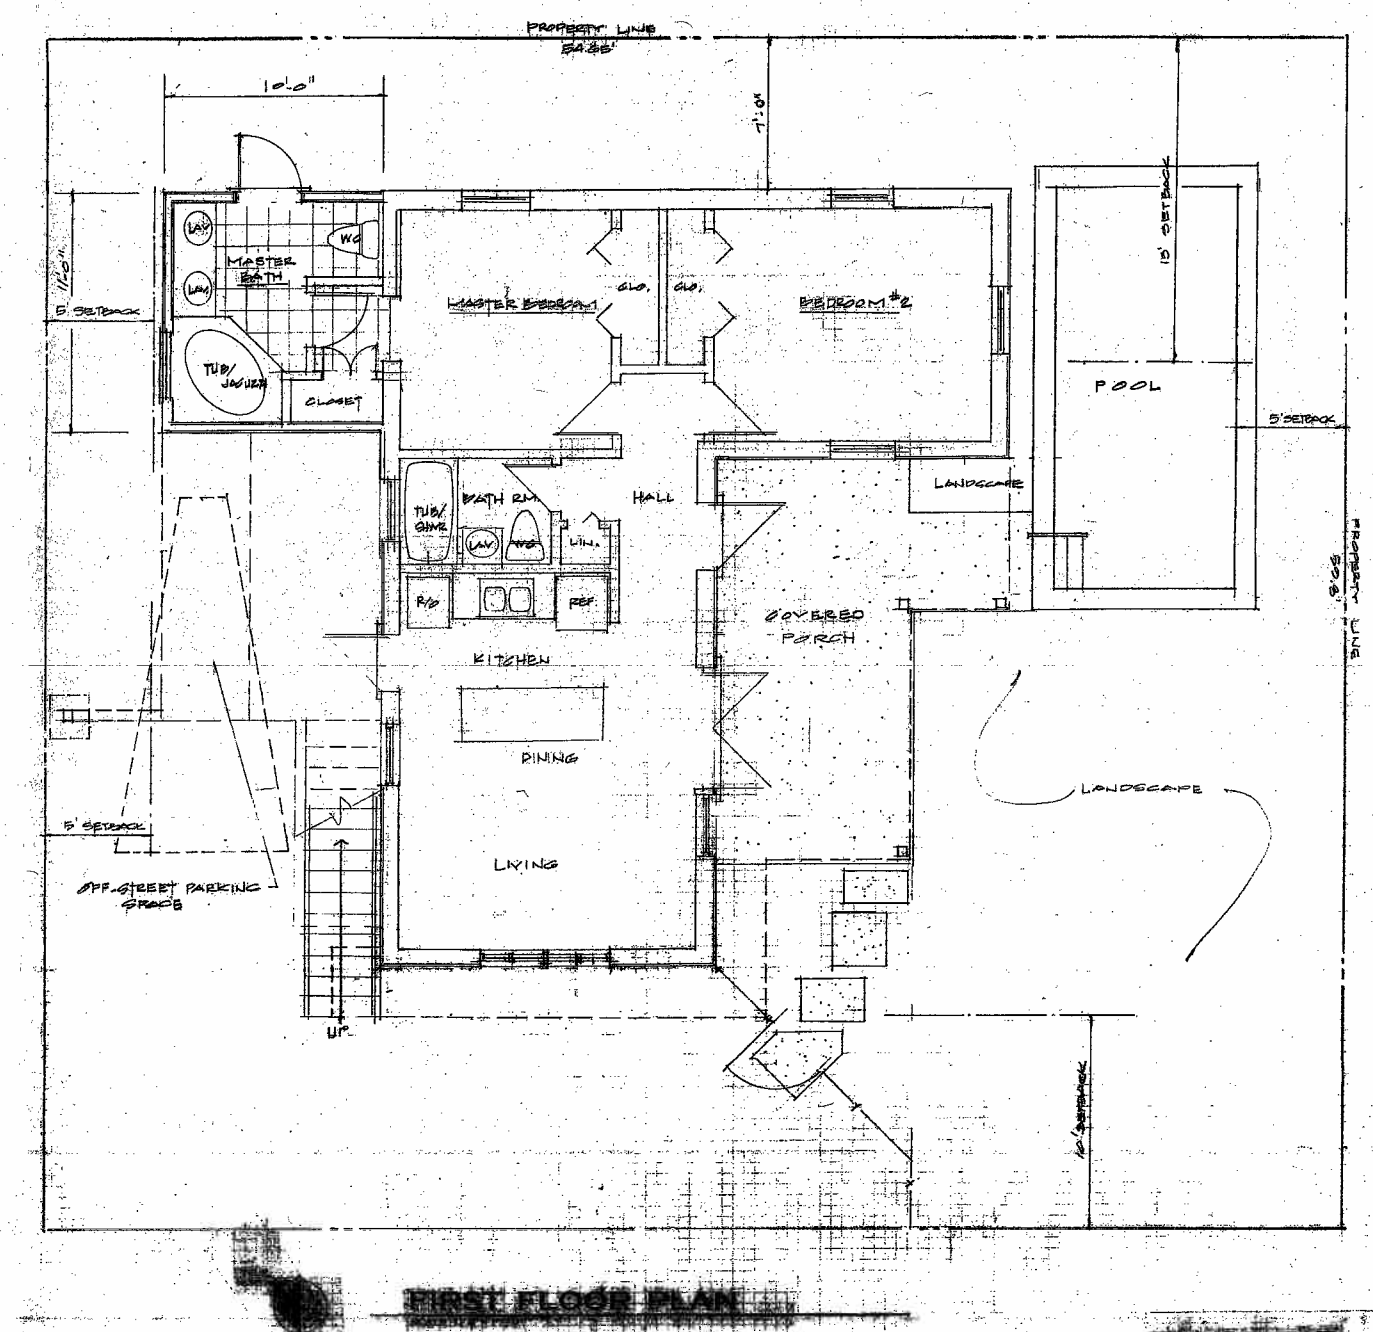 PROPERTY LINE
54.65'
10'-0"
7'-0"
15' SETBACK
11'-0"
5' SETBACK
LAV.
WC
MASTER
BATH
LAV.
TUB/
JACUZZI
CLOSET
MASTER BEDROOM
CLO.
CLO.
BEDROOM #2
POOL
5' SETBACK
LANDSCAPE
TUB/
SHWR
BATH RM.
HALL
LAV.
WC
LIN.
R/O
REF
COVERED
PORCH
PROPERTY LINE
KITCHEN
DINING
LANDSCAPE
5' SETBACK
LIVING
OFF-STREET PARKING
SPACE
UP
10' SETBACK
FIRST FLOOR PLAN